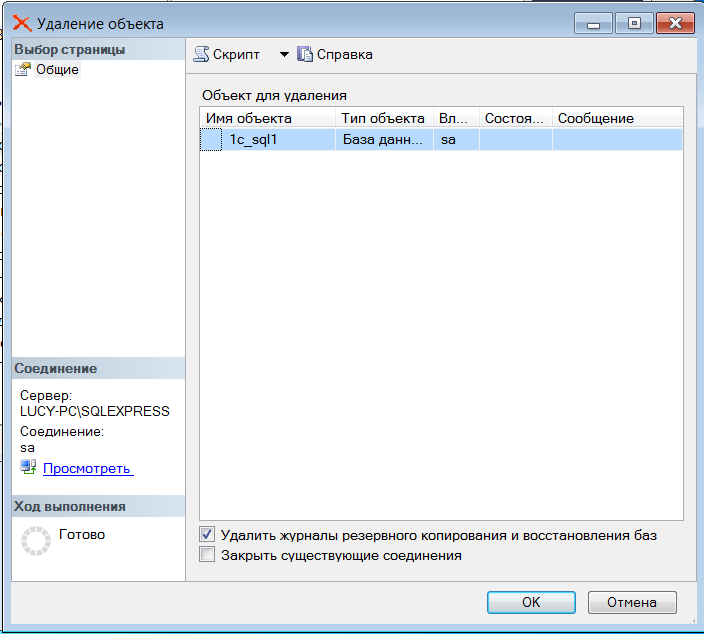 Удаление объекта
Выбор страницы
Общие
Скрипт
Справка
Объект для удаления
Имя объекта Тип объекта Вл... Состоя... Сообщение
1c_sql1 База данн... sa
Соединение
Сервер:
LUCY-PC\SQLEXPRESS
Соединение:
sa
Просмотреть
Ход выполнения
Готово
Удалить журналы резервного копирования и восстановления баз
Закрыть существующие соединения
OK
Отмена